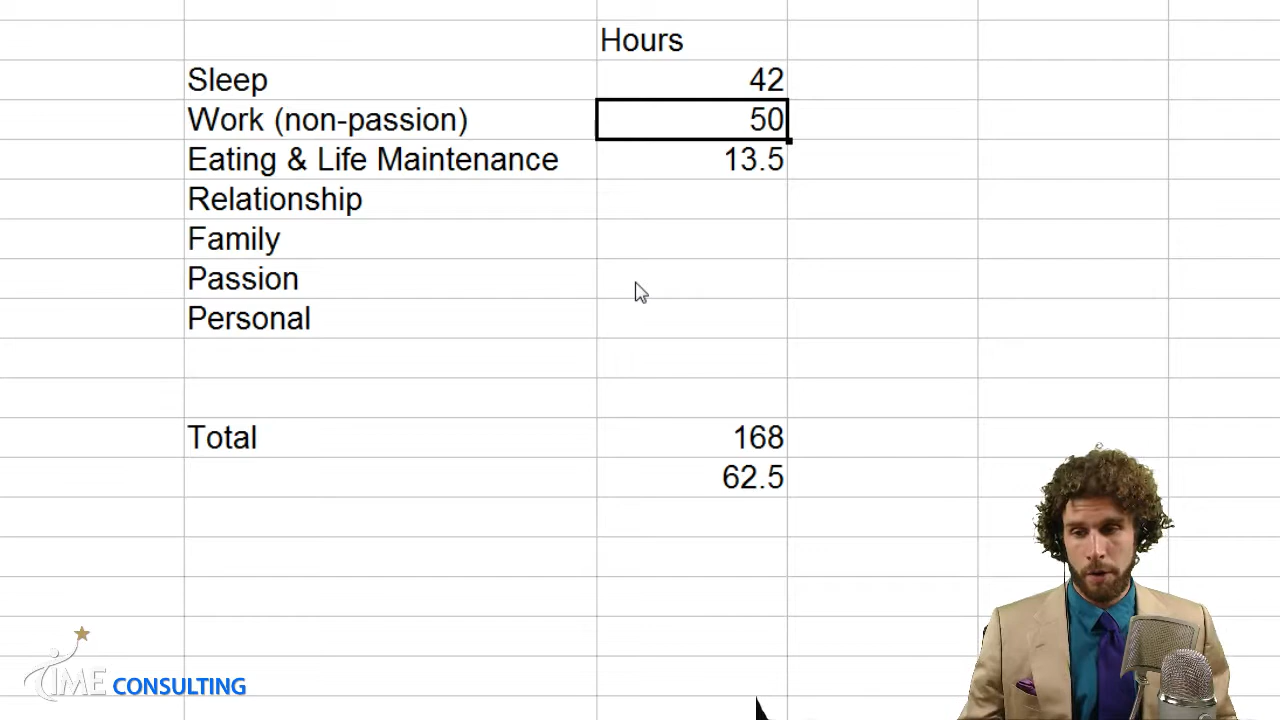 Hours
Sleep 42
Work (non-passion) 50
Eating & Life Maintenance 13.5
Relationship
Family
Passion
Personal
Total 168
62.5
TIME CONSULTING